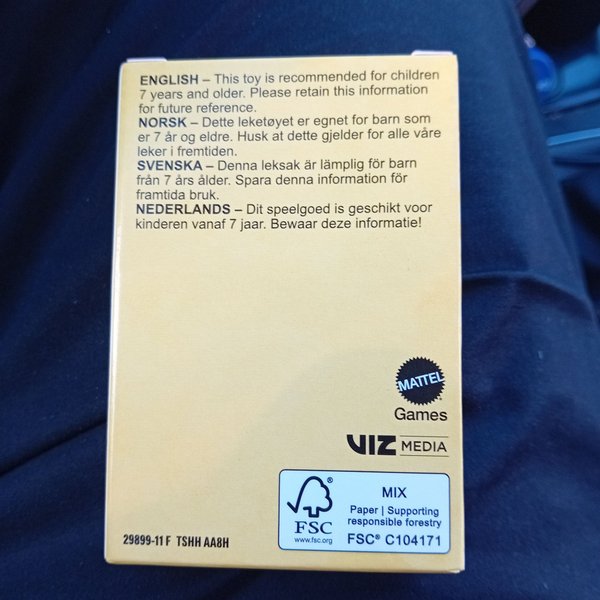 ENGLISH – This toy is recommended for children
7 years and older. Please retain this information
for future reference.
NORSK – Dette leketøyet er egnet for barn som
er 7 år og eldre. Husk at dette gjelder for alle våre
leker i fremtiden.
SVENSKA – Denna leksak är lämplig för barn
från 7 års ålder. Spara denna information för
framtida bruk.
NEDERLANDS – Dit speelgoed is geschikt voor
kinderen vanaf 7 jaar. Bewaar deze informatie!
MATTEL
Games
VIZ MEDIA
FSC
www.fsc.org
MIX
Paper | Supporting
responsible forestry
FSC® C104171
29899-11 F TSHH AA8H